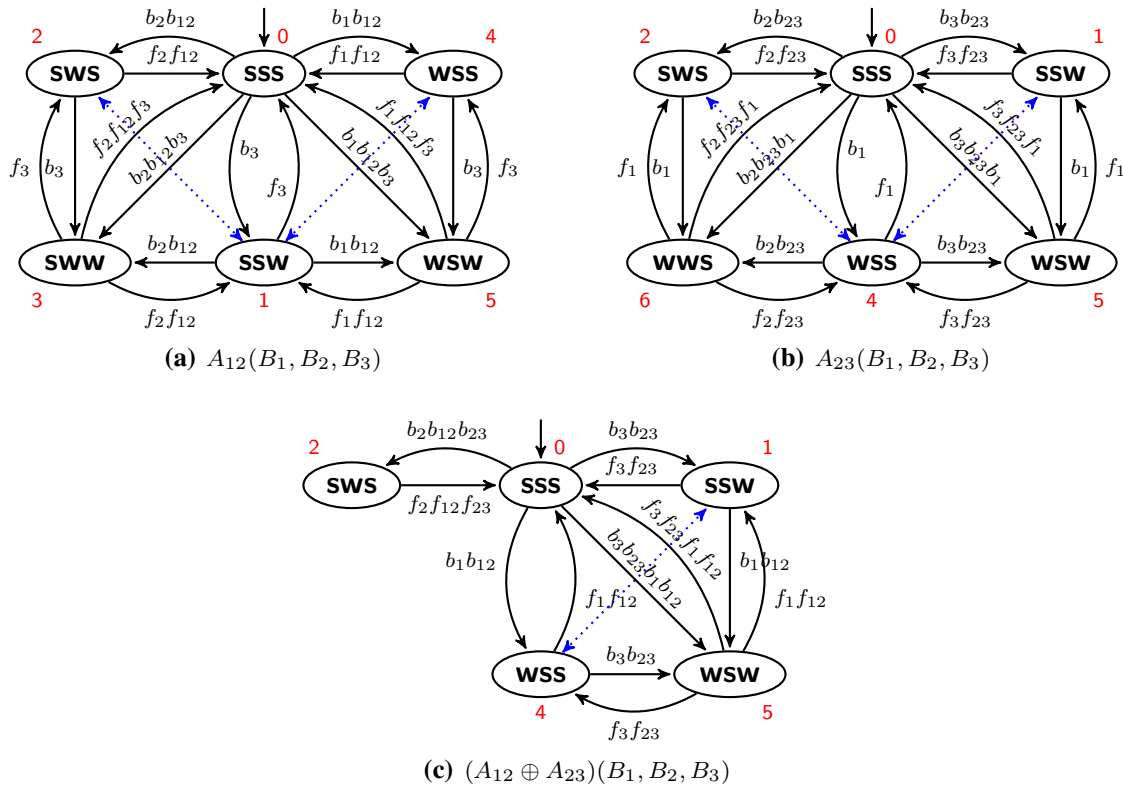 2 b₂b₁₂ 0 b₁b₁₂ 4
SWS f₂f₁₂ SSS f₁f₁₂ WSS
f₃ b₃ f₂f₁₂f₃ b₂b₁₂b₃ b₃ f₃ b₁b₁₂b₃ f₁f₁₂f₃ b₃ f₃
SWW b₂b₁₂ SSW b₁b₁₂ WSW
3 f₂f₁₂ 1 f₁f₁₂ 5
(a) A₁₂(B₁, B₂, B₃)
2 b₂b₂₃ 0 b₃b₂₃ 1
SWS f₂f₂₃ SSS f₃f₂₃ SSW
f₁ b₁ f₂f₂₃f₁ b₂b₂₃b₁ b₁ f₁ b₃b₂₃b₁ f₃f₂₃f₁ b₁ f₁
WWS b₂b₂₃ WSS b₃b₂₃ WSW
6 f₂f₂₃ 4 f₃f₂₃ 5
(b) A₂₃(B₁, B₂, B₃)
2 b₂b₁₂b₂₃ 0 b₃b₂₃ 1
SWS f₂f₁₂f₂₃ SSS f₃f₂₃ SSW
b₁b₁₂ f₁f₁₂ b₃b₂₃b₁b₁₂ f₃f₂₃f₁f₁₂ b₁b₁₂ f₁f₁₂
WSS b₃b₂₃ WSW
4 f₃f₂₃ 5
(c) (A₁₂ ⊕ A₂₃)(B₁, B₂, B₃)